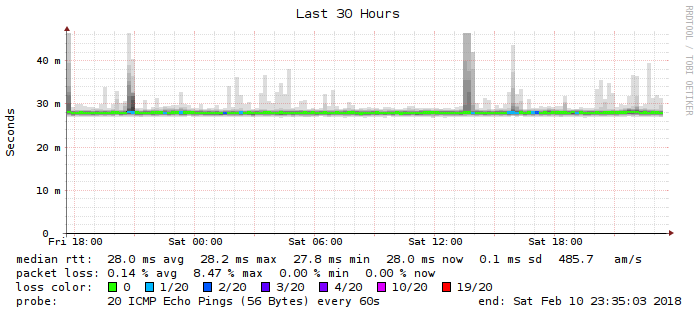 Last 30 Hours
RRDTOOL / TOBI OETIKER
Seconds
40 m
30 m
20 m
10 m
0
Fri 18:00 Sat 00:00 Sat 06:00 Sat 12:00 Sat 18:00
median rtt: 28.0 ms avg 28.2 ms max 27.8 ms min 28.0 ms now 0.1 ms sd 485.7 am/s
packet loss: 0.14 % avg 8.47 % max 0.00 % min 0.00 % now
loss color: 0 1/20 2/20 3/20 4/20 10/20 19/20
probe: 20 ICMP Echo Pings (56 Bytes) every 60s end: Sat Feb 10 23:35:03 2018